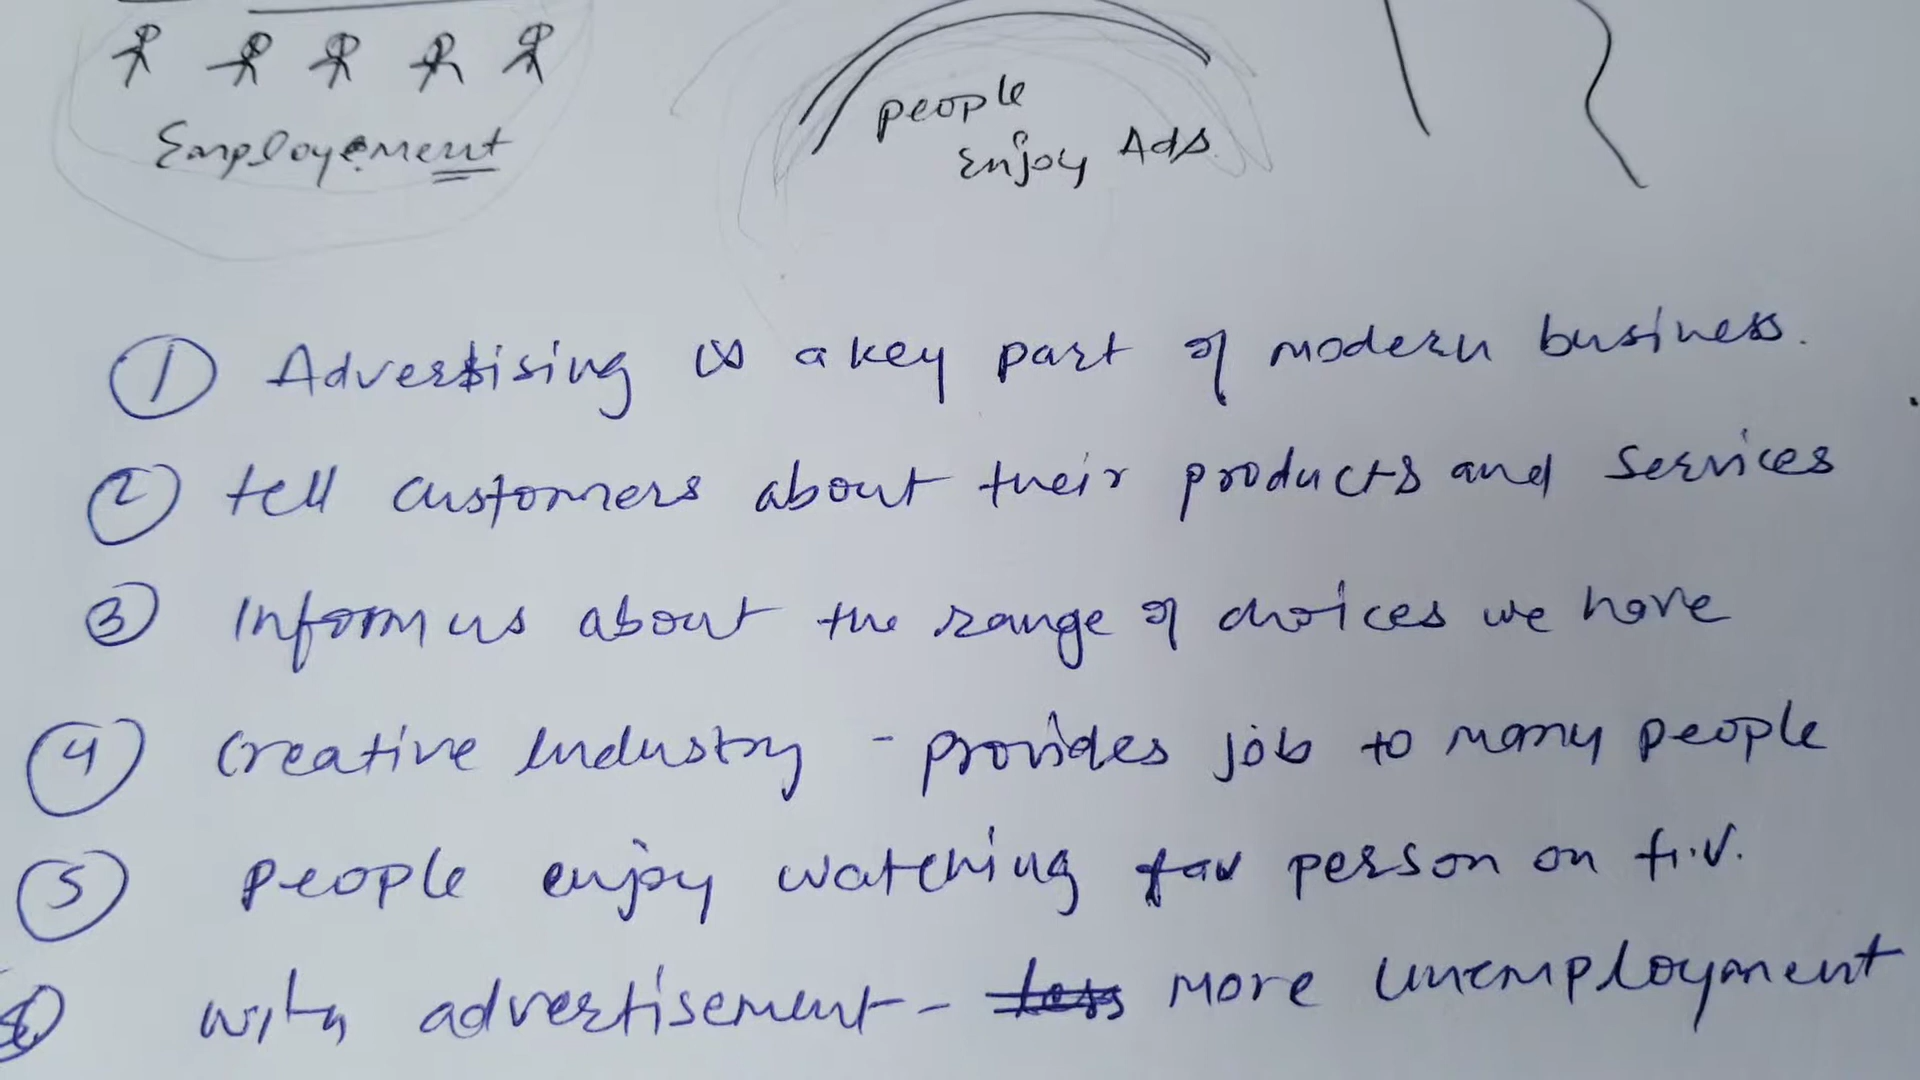 Employement
people
enjoy Ads.
① Advertising is a key part of modern business.
② tell customers about their products and services
③ Inform us about the range of choices we have
④ creative industry - provides job to many people
⑤ people enjoy watching fav person on T.V.
with advertisement - less more unemployment